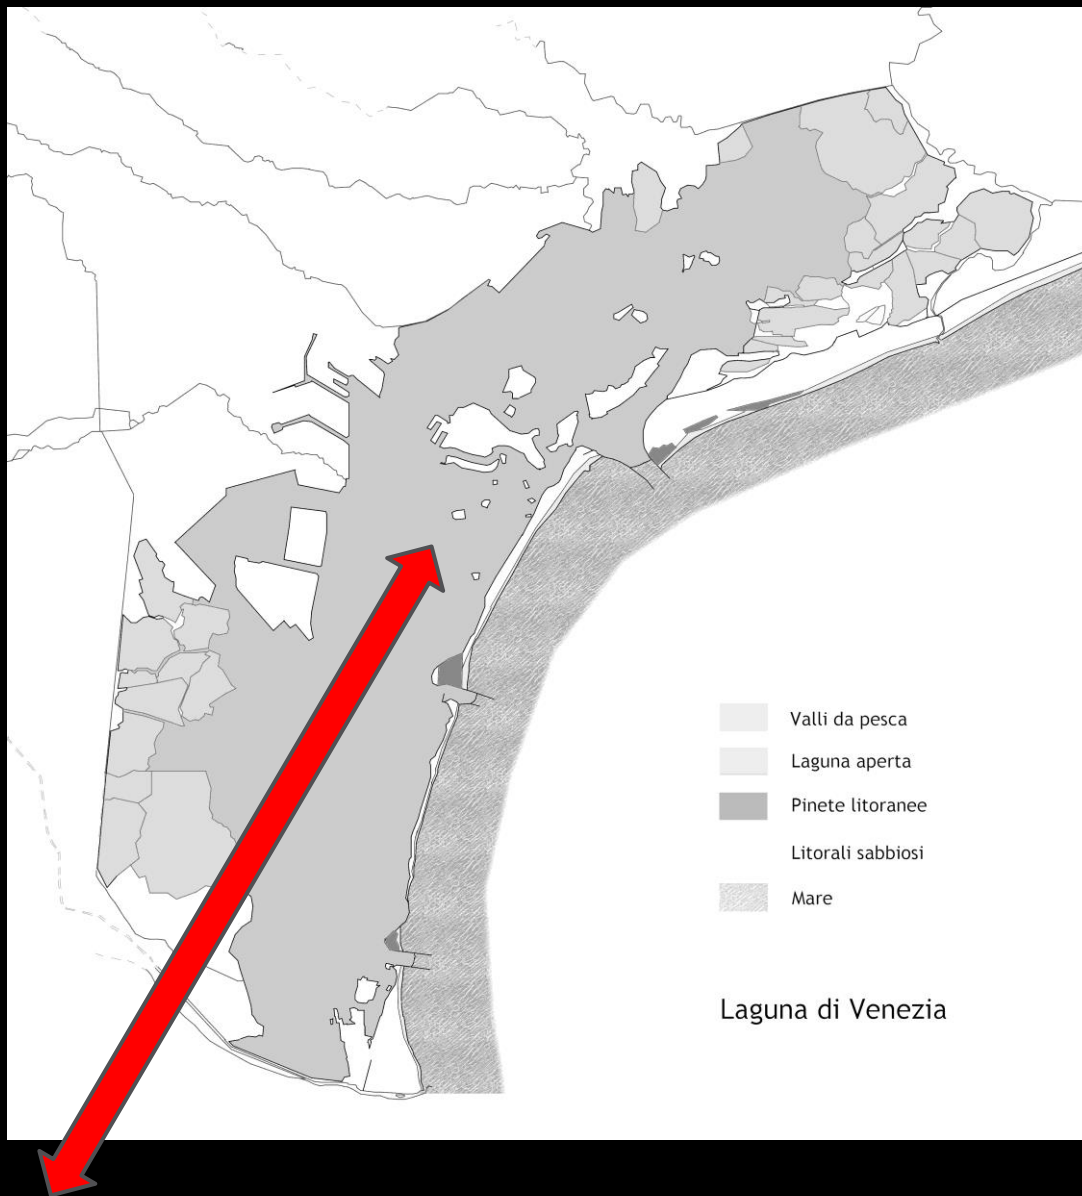 Valli da pesca
Laguna aperta
Pinete litoranee
Litorali sabbiosi
Mare
Laguna di Venezia